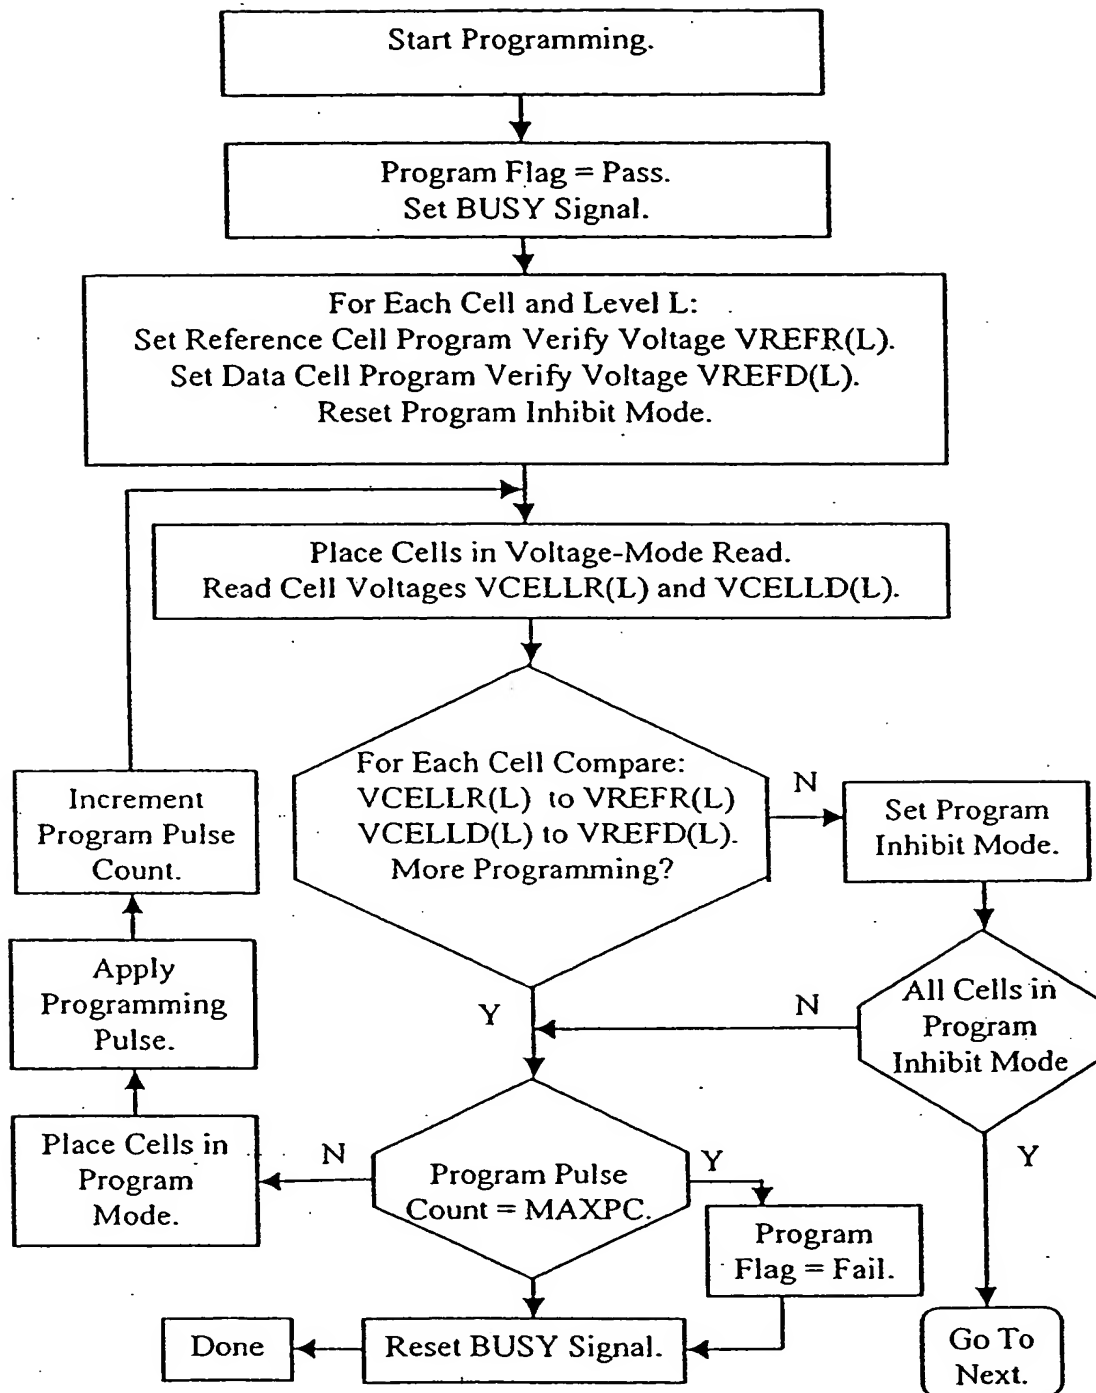 Start Programming.
Program Flag = Pass.
Set BUSY Signal.
For Each Cell and Level L:
Set Reference Cell Program Verify Voltage VREFR(L).
Set Data Cell Program Verify Voltage VREFD(L).
Reset Program Inhibit Mode.
Place Cells in Voltage-Mode Read.
Read Cell Voltages VCELLR(L) and VCELLD(L).
For Each Cell Compare:
VCELLR(L) to VREFR(L)
VCELLD(L) to VREFD(L).
More Programming?
N
Set Program
Inhibit Mode.
Increment
Program Pulse
Count.
Apply
Programming
Pulse.
Y
N
All Cells in
Program
Inhibit Mode
Place Cells in
Program
Mode.
N
Program Pulse
Count = MAXPC.
Y
Y
Program
Flag = Fail.
Done
Reset BUSY Signal.
Go To
Next.